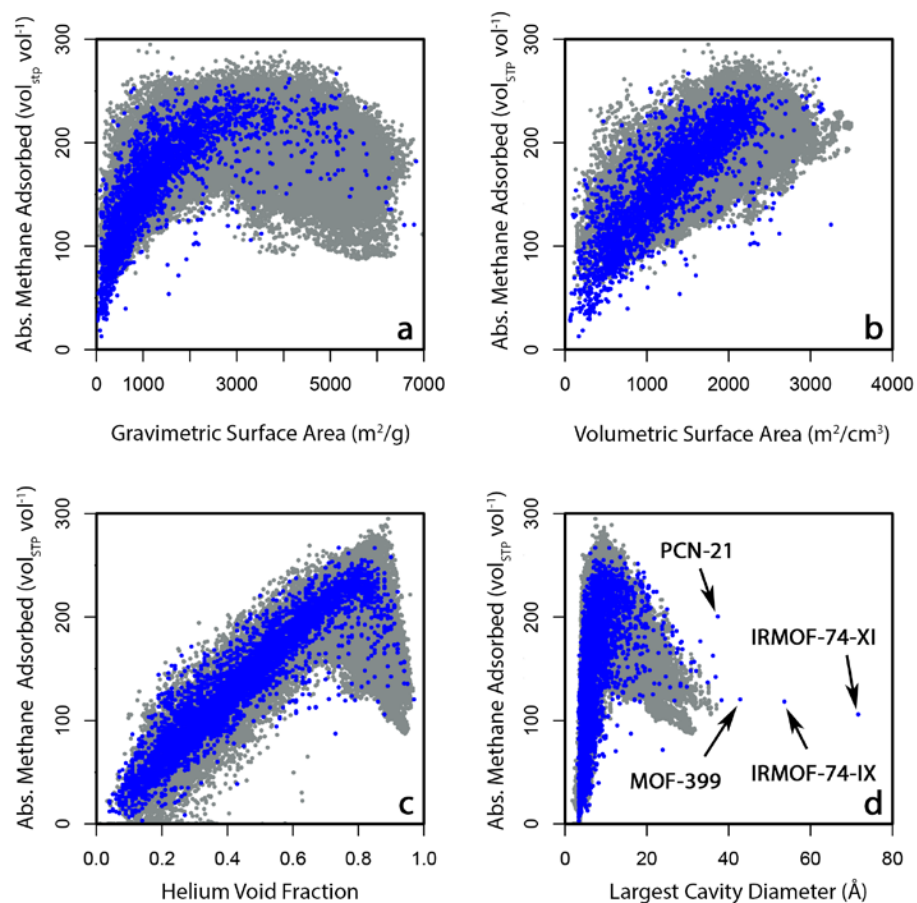 Abs. Methane Adsorbed (vol_stp vol⁻¹)
300
200
100
0
0
1000
3000
5000
7000
Gravimetric Surface Area (m²/g)
a
Abs. Methane Adsorbed (vol_STP vol⁻¹)
300
200
100
0
0
1000
2000
3000
4000
Volumetric Surface Area (m²/cm³)
b
Abs. Methane Adsorbed (vol_STP vol⁻¹)
300
200
100
0
0.0
0.2
0.4
0.6
0.8
1.0
Helium Void Fraction
c
Abs. Methane Adsorbed (vol_STP vol⁻¹)
300
200
100
0
0
20
40
60
80
Largest Cavity Diameter (Å)
PCN-21
IRMOF-74-XI
MOF-399
IRMOF-74-IX
d